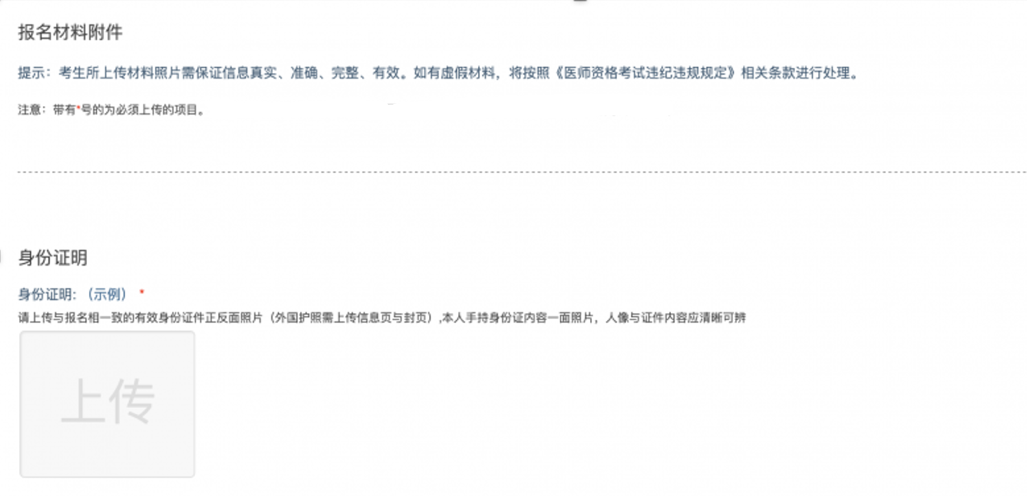 报名材料附件
提示：考生所上传材料照片需保证信息真实、准确、完整、有效。如有虚假材料，将按照《医师资格考试违纪违规规定》相关条款进行处理。
注意：带有*号的为必须上传的项目。
身份证明
身份证明:（示例） *
请上传与报名相一致的有效身份证件正反面照片（外国护照需上传信息页与封页）,本人手持身份证内容一面照片，人像与证件内容应清晰可辨
上传